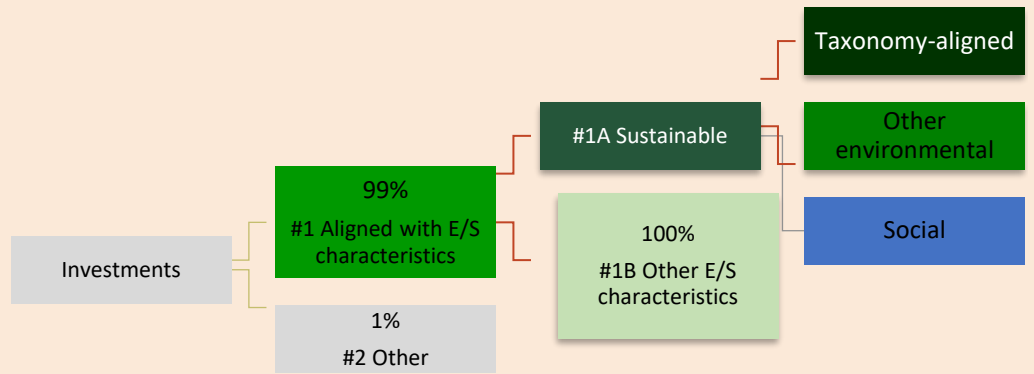 Investments
99%
#1 Aligned with E/S
characteristics
1%
#2 Other
#1A Sustainable
100%
#1B Other E/S
characteristics
Taxonomy-aligned
Other
environmental
Social